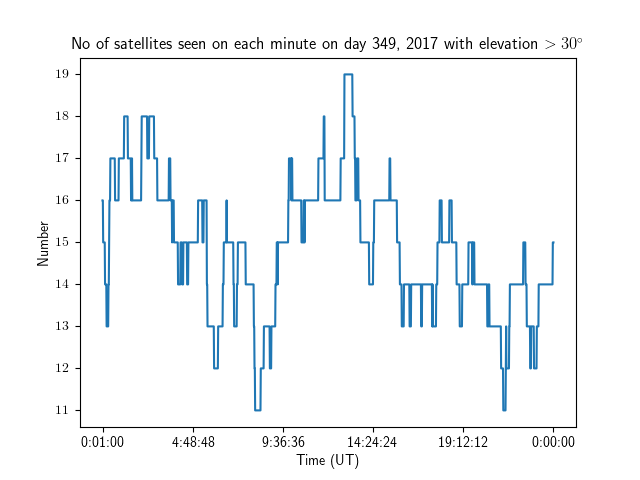 No of satellites seen on each minute on day 349, 2017 with elevation > 30°
19
18
17
16
15
14
13
12
11
Number
0:01:00 4:48:48 9:36:36 14:24:24 19:12:12 0:00:00
Time (UT)